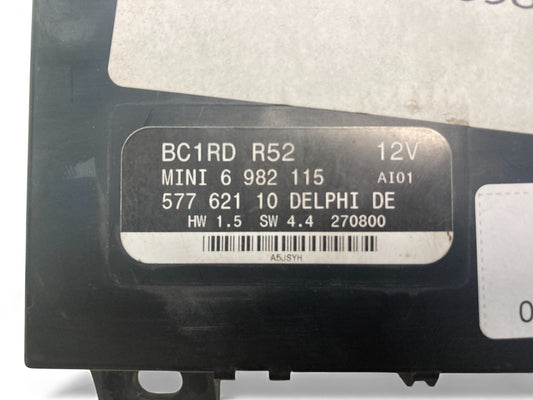 BC1RD R52 12V
MINI 6 982 115 AI01
577 621 10 DELPHI DE
HW 1.5 SW 4.4 270800
A5JSYH
0